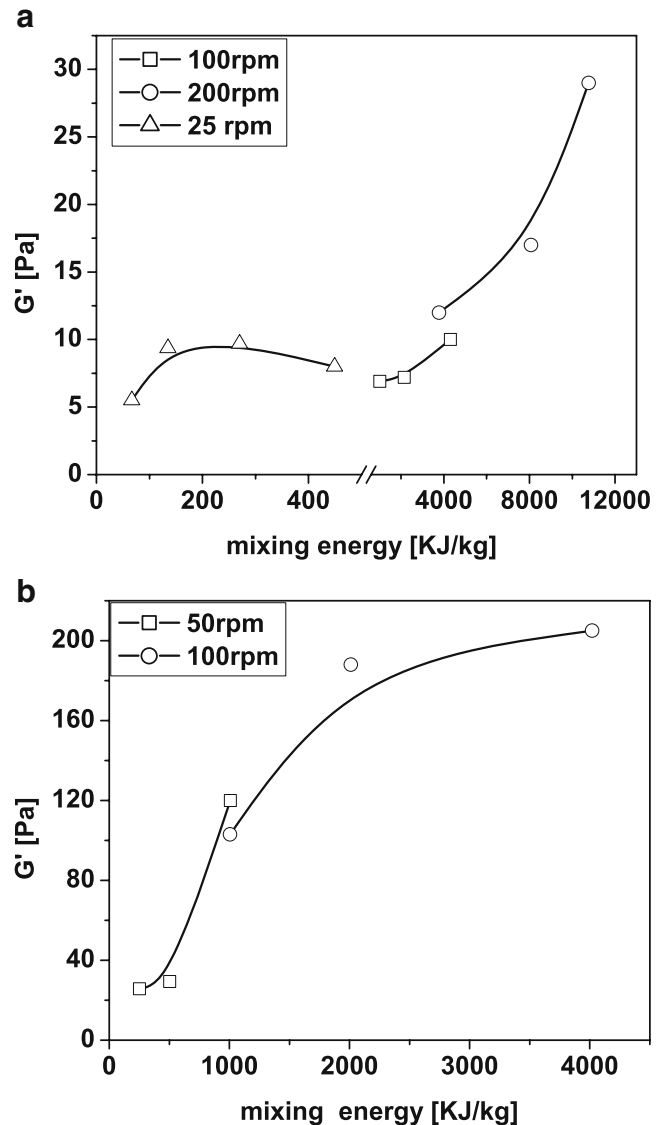 a
100rpm
200rpm
25 rpm
30
25
20
15
10
5
0
G' [Pa]
0 200 400 4000 8000 12000
mixing energy [KJ/kg]
b
50rpm
100rpm
200
160
120
80
40
0
G' [Pa]
0 1000 2000 3000 4000
mixing energy [KJ/kg]